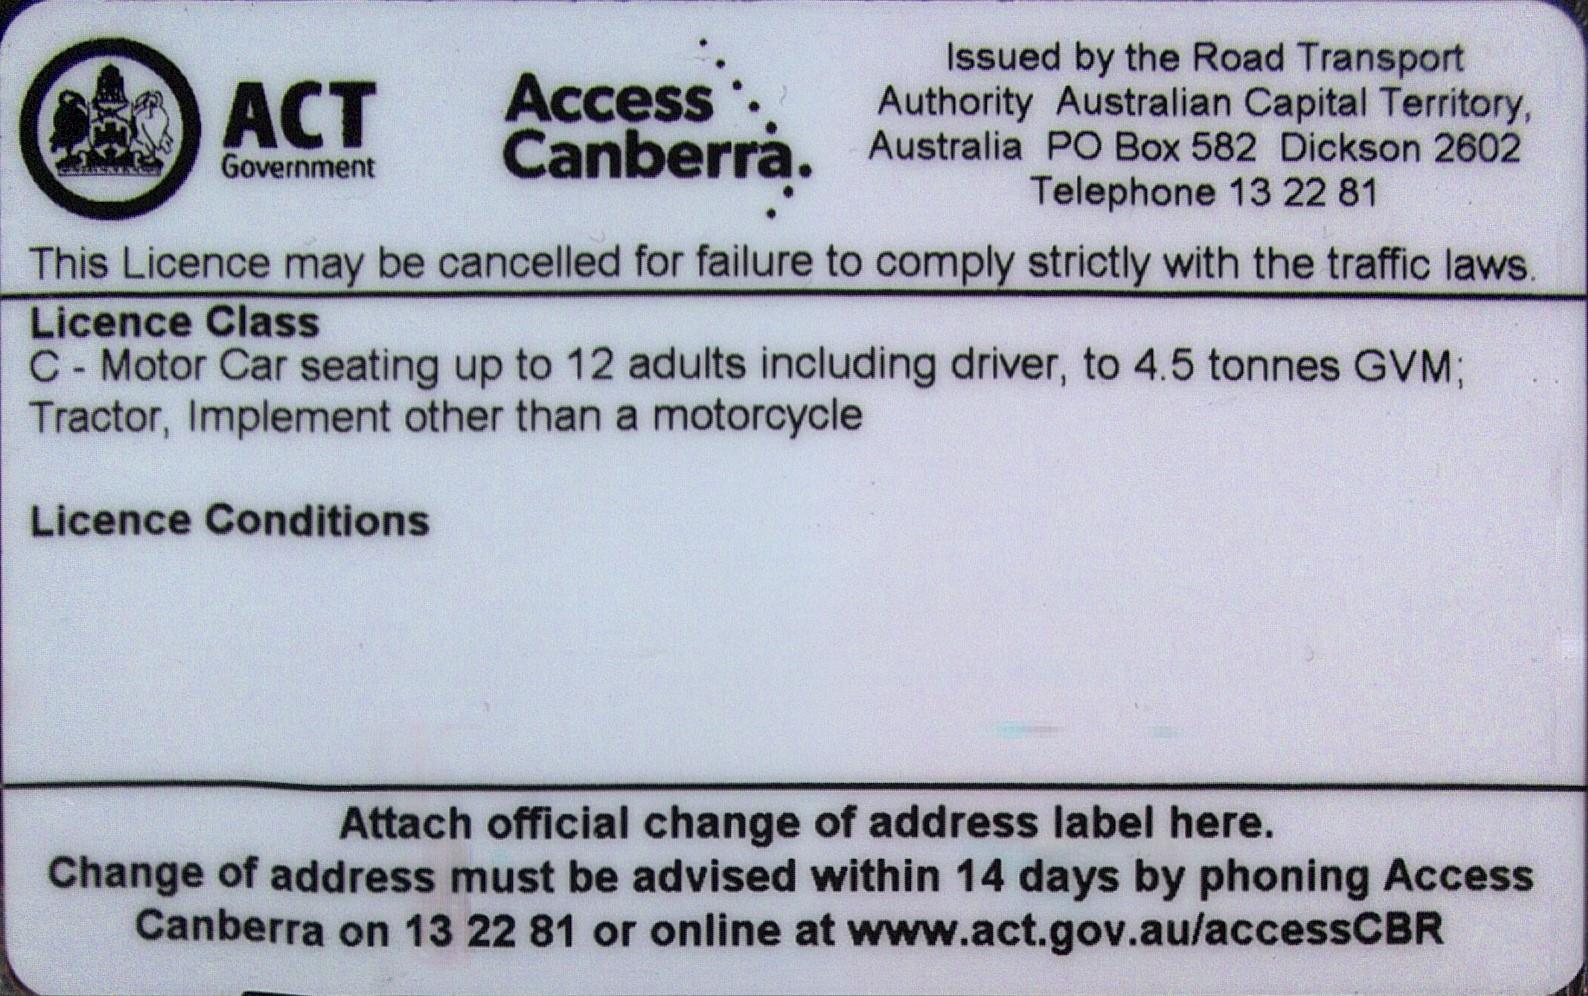 ACT
Government
Access
Canberra.
Issued by the Road Transport
Authority Australian Capital Territory,
Australia PO Box 582 Dickson 2602
Telephone 13 22 81
This Licence may be cancelled for failure to comply strictly with the traffic laws.
Licence Class
C - Motor Car seating up to 12 adults including driver, to 4.5 tonnes GVM;
Tractor, Implement other than a motorcycle
Licence Conditions
Attach official change of address label here.
Change of address must be advised within 14 days by phoning Access
Canberra on 13 22 81 or online at www.act.gov.au/accessCBR